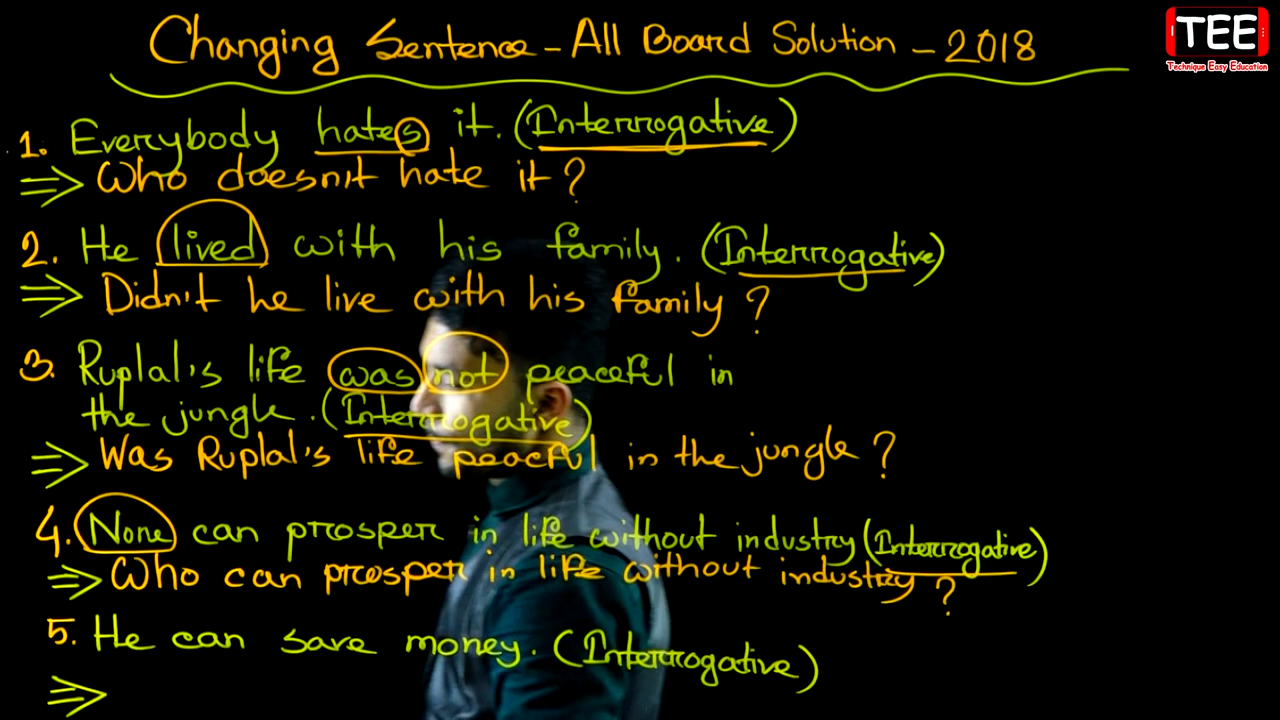 Changing Sentence - All Board Solution - 2018
TEE
Technique Easy Education
1. Everybody hates it. (Interrogative)
⇒ Who doesn't hate it?
2. He lived with his family. (Interrogative)
⇒ Didn't he live with his family?
3. Ruplal's life was not peaceful in
the jungle. (Interrogative)
⇒ Was Ruplal's life peaceful in the jungle?
4. None can prosper in life without industry (Interrogative)
⇒ Who can prosper in life without industry?
5. He can save money. (Interrogative)
⇒